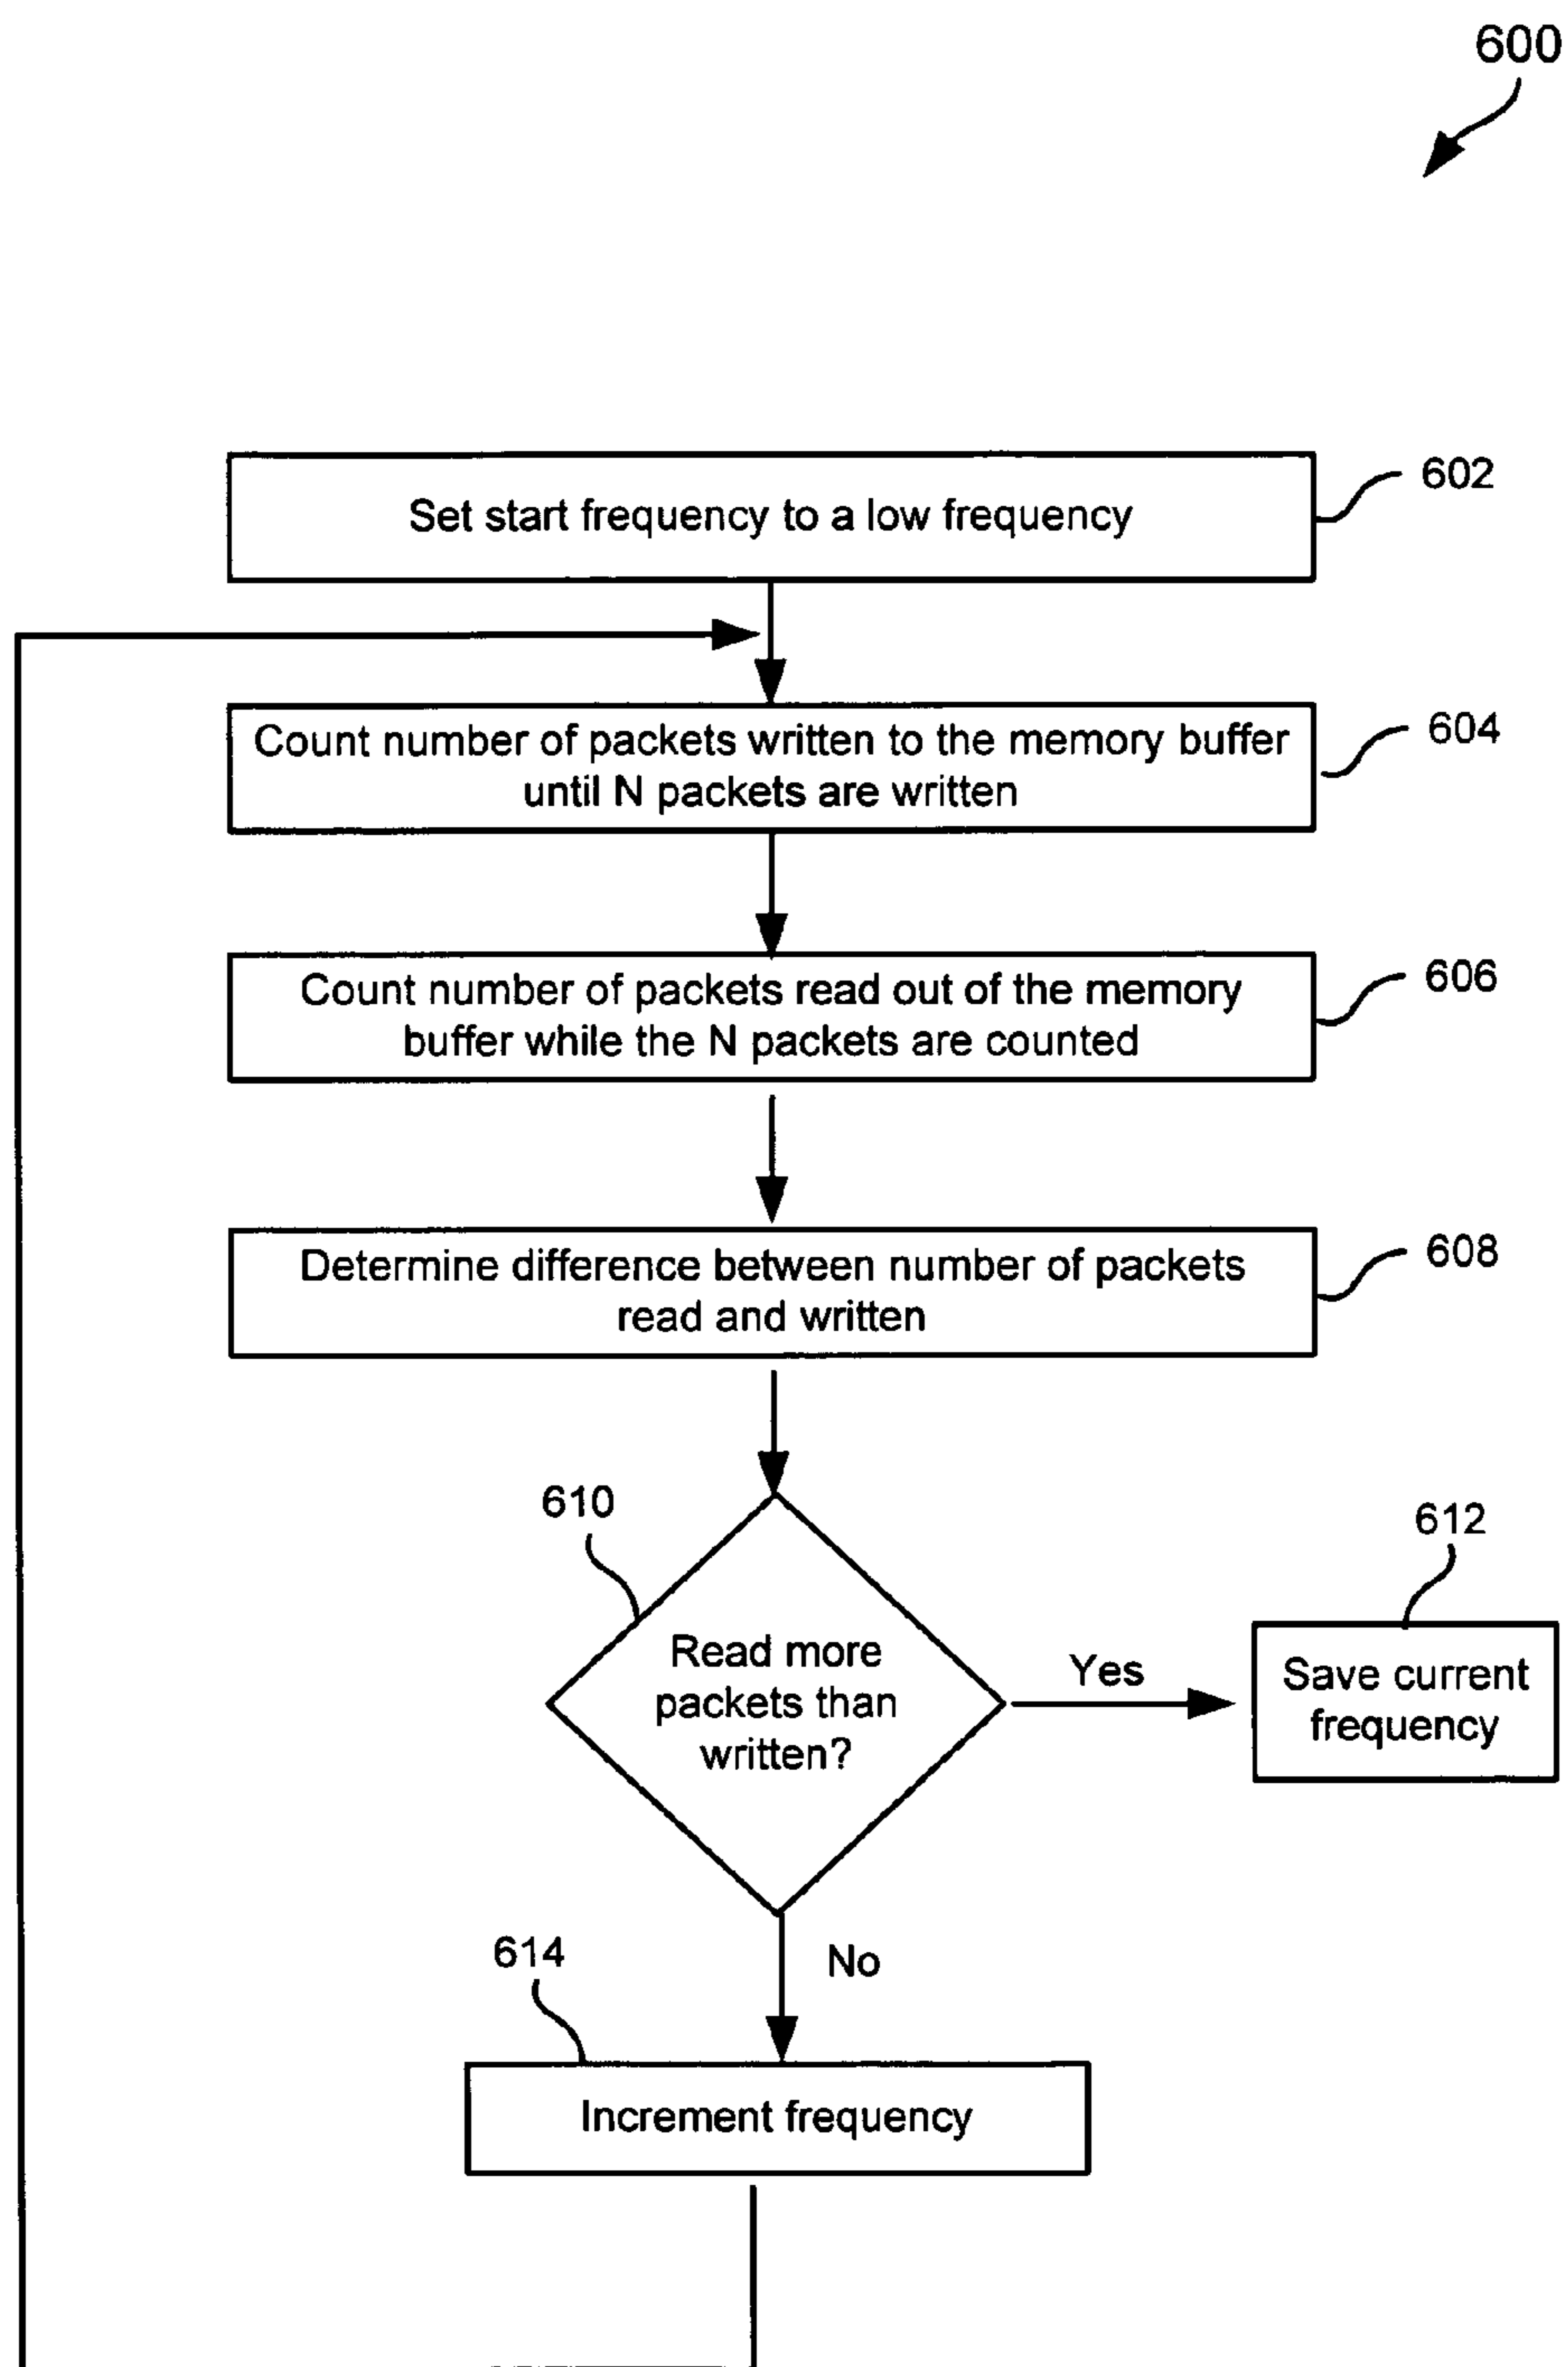 600
Set start frequency to a low frequency
602
Count number of packets written to the memory buffer
until N packets are written
604
Count number of packets read out of the memory
buffer while the N packets are counted
606
Determine difference between number of packets
read and written
608
610
Read more
packets than
written?
Yes
612
Save current
frequency
No
614
Increment frequency